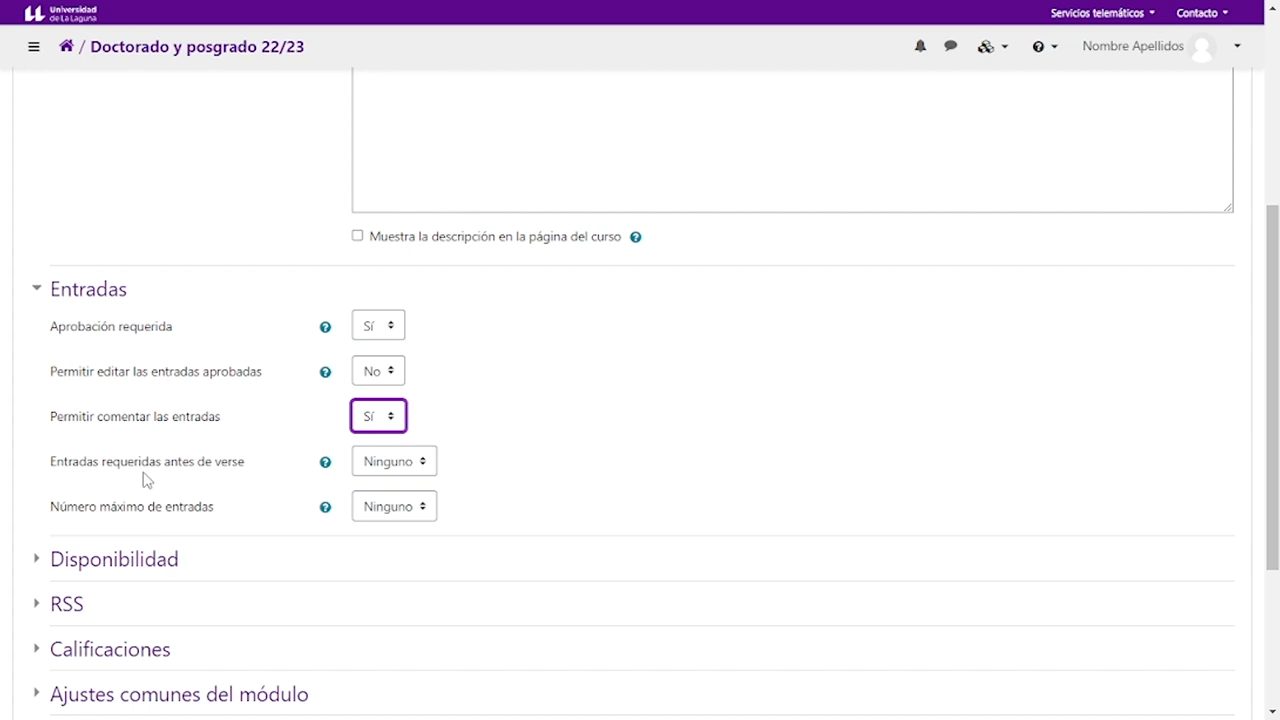 Universidad
de La Laguna
Servicios telemáticos
Contacto
/ Doctorado y posgrado 22/23
Nombre Apellidos
Muestra la descripción en la página del curso
Entradas
Aprobación requerida
Sí
Permitir editar las entradas aprobadas
No
Permitir comentar las entradas
Sí
Entradas requeridas antes de verse
Ninguno
Número máximo de entradas
Ninguno
Disponibilidad
RSS
Calificaciones
Ajustes comunes del módulo